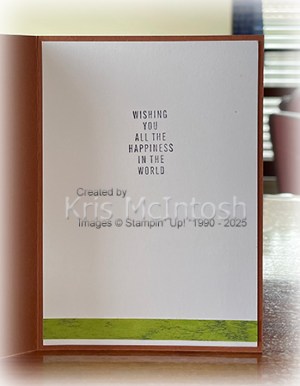 WISHING
YOU
ALL THE
HAPPINESS
IN THE
WORLD
Created by
Kris McIntosh
Images © Stampin' Up! 1990 - 2025